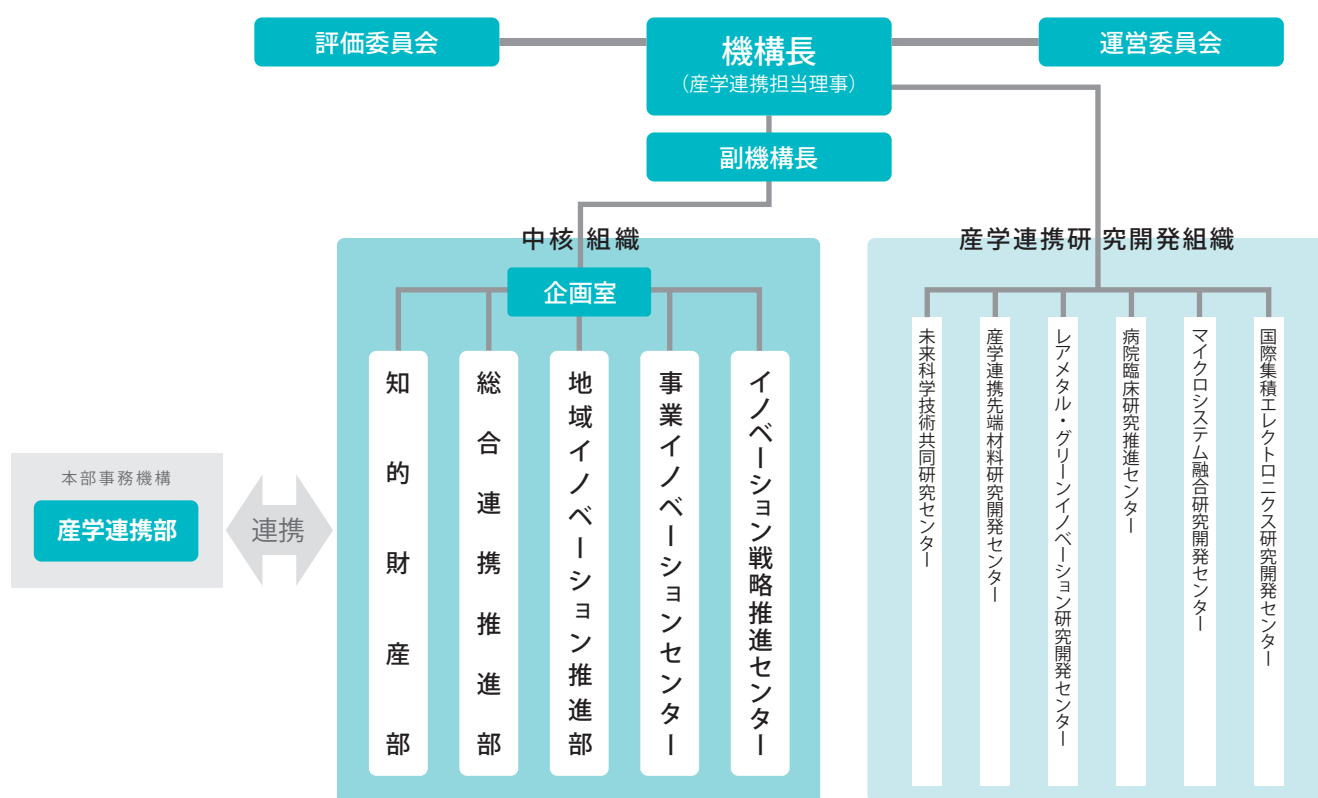 評価委員会
機構長
（産学連携担当理事）
運営委員会
副機構長
中核組織
産学連携研究開発組織
企画室
知的財産部
総合連携推進部
地域イノベーション推進部
事業イノベーションセンター
イノベーション戦略推進センター
未来科学技術共同研究センター
産学連携先端材料研究開発センター
レアメタル・グリーンイノベーション研究開発センター
病院臨床研究推進センター
マイクロシステム融合研究開発センター
国際集積エレクトロニクス研究開発センター
本部事務機構
産学連携部
連携